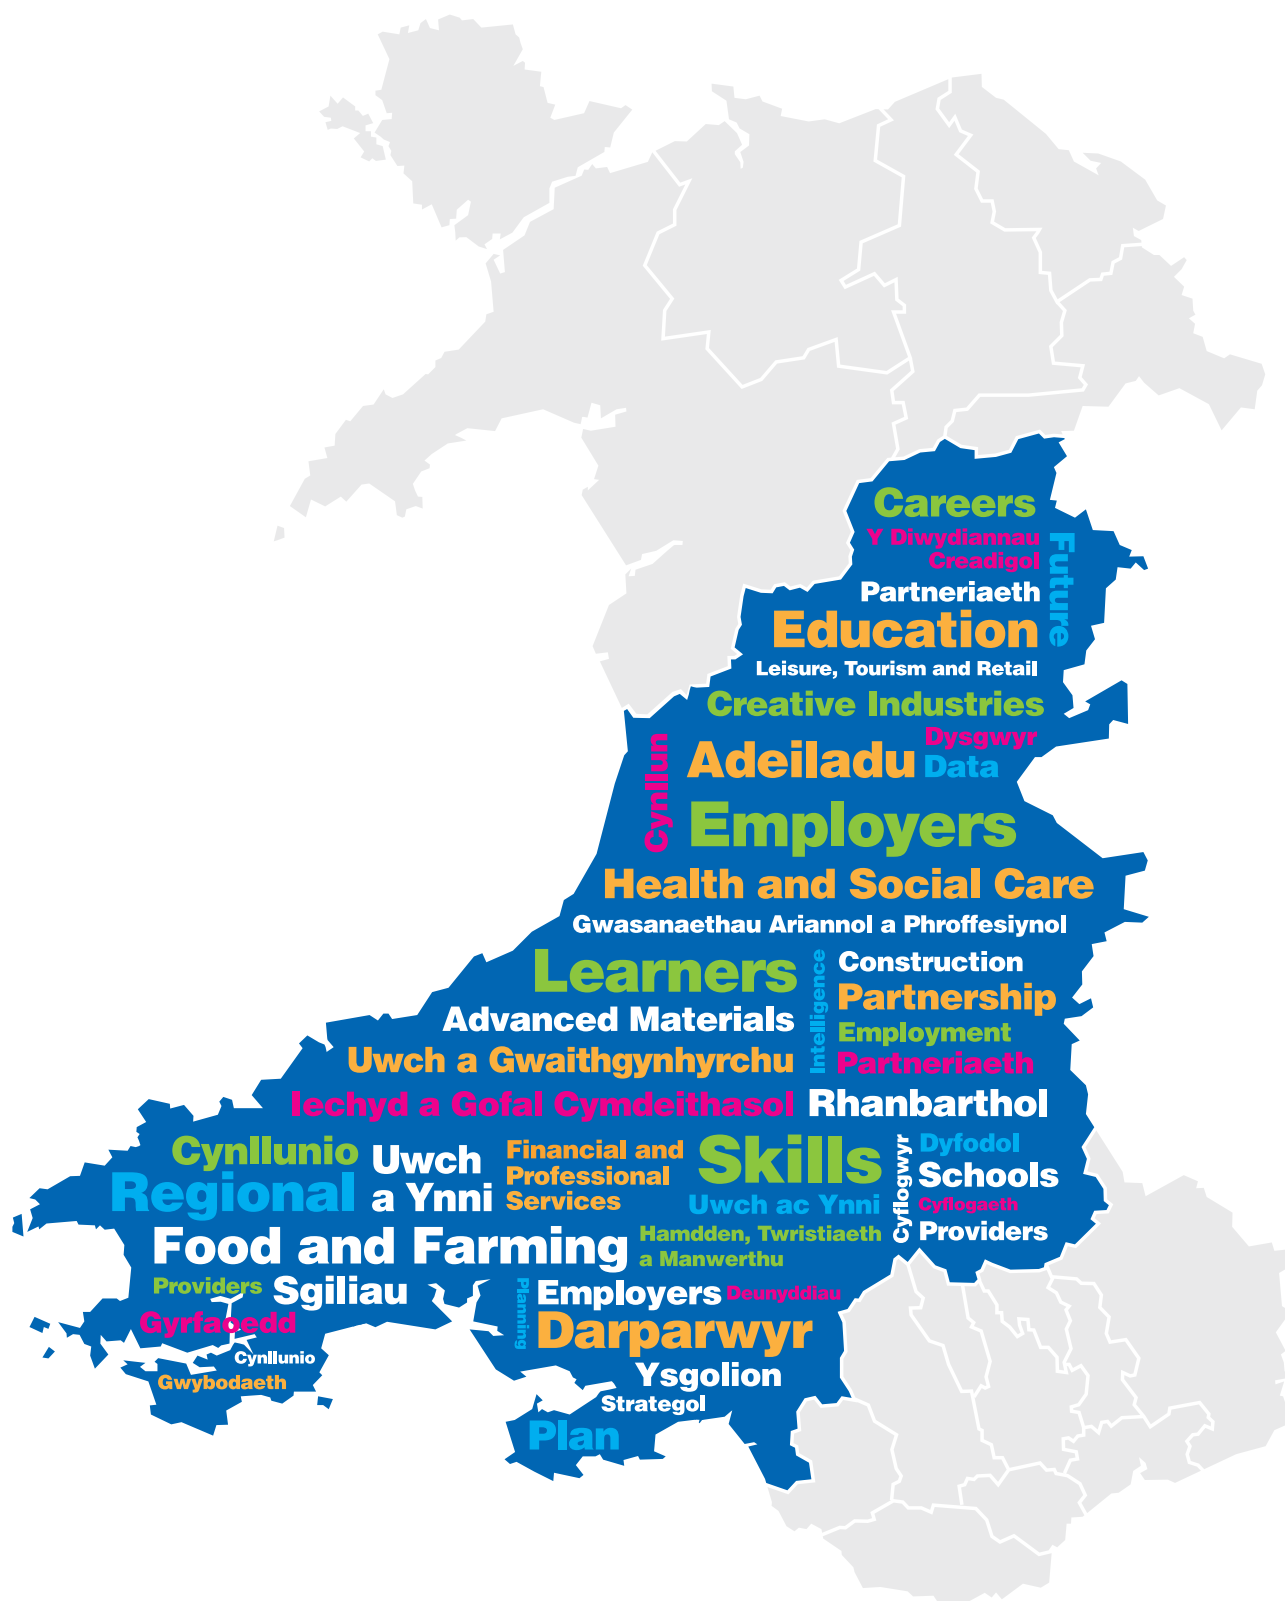 Careers
Y Diwydiannau
Creadigol
Future
Partneriaeth
Education
Leisure, Tourism and Retail
Creative Industries
Dysgwyr
Cynllun
Adeiladu
Data
Employers
Health and Social Care
Gwasanaethau Ariannol a Phroffesiynol
Learners
Intelligence
Construction
Partnership
Advanced Materials
Employment
Uwch a Gwaithgynhyrchu
Partneriaeth
Iechyd a Gofal Cymdeithasol
Rhanbarthol
Cynllunio
Uwch
a Ynni
Financial and
Professional
Services
Skills
Cyflogwyr
Dyfodol
Schools
Regional
Uwch ac Ynni
Cyflogaeth
Providers
Food and Farming
Hamdden, Twristiaeth
a Manwerthu
Providers
Sgiliau
Planning
Employers
Deunyddiau
Gyrfaoedd
Darparwyr
Cynllunio
Gwybodaeth
Ysgolion
Strategol
Plan